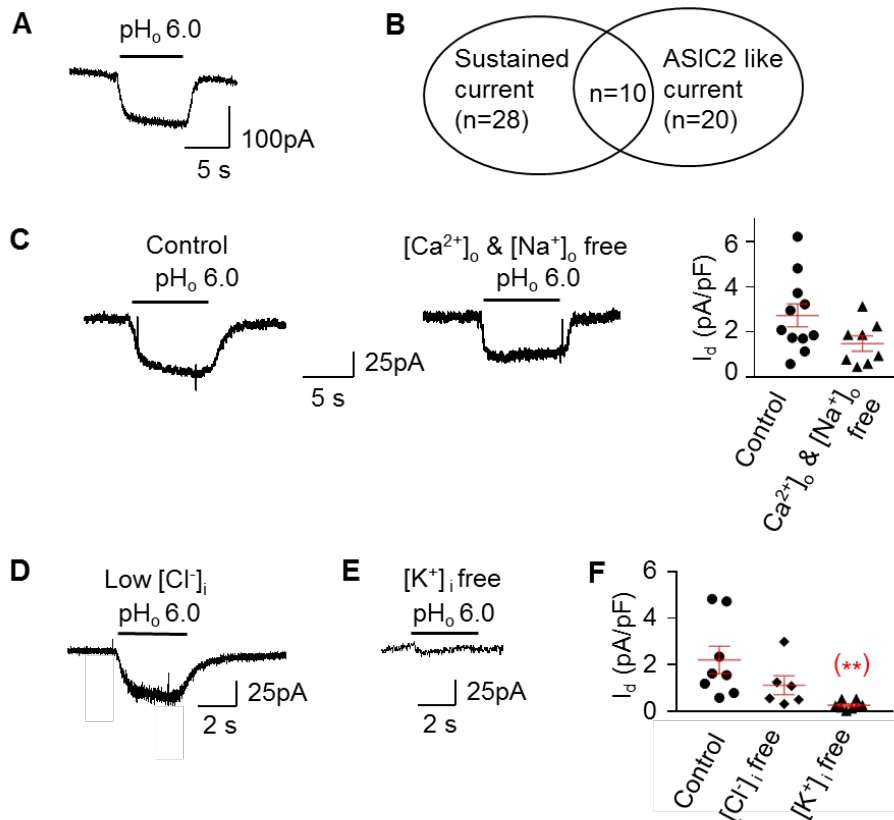 A
pHo 6.0
100pA
5 s
B
Sustained
current
(n=28)
n=10
ASIC2 like
current
(n=20)
C
Control
pHo 6.0
25pA
5 s
[Ca²⁺]o & [Na⁺]o free
pHo 6.0
Id (pA/pF)
6
4
2
0
Control
Ca²⁺]o & [Na⁺]o
free
D
Low [Cl⁻]i
pHo 6.0
25pA
2 s
E
[K⁺]i free
pHo 6.0
25pA
2 s
F
Id (pA/pF)
6
4
2
0
(**)
Control
[Cl⁻]i free
[K⁺]i free